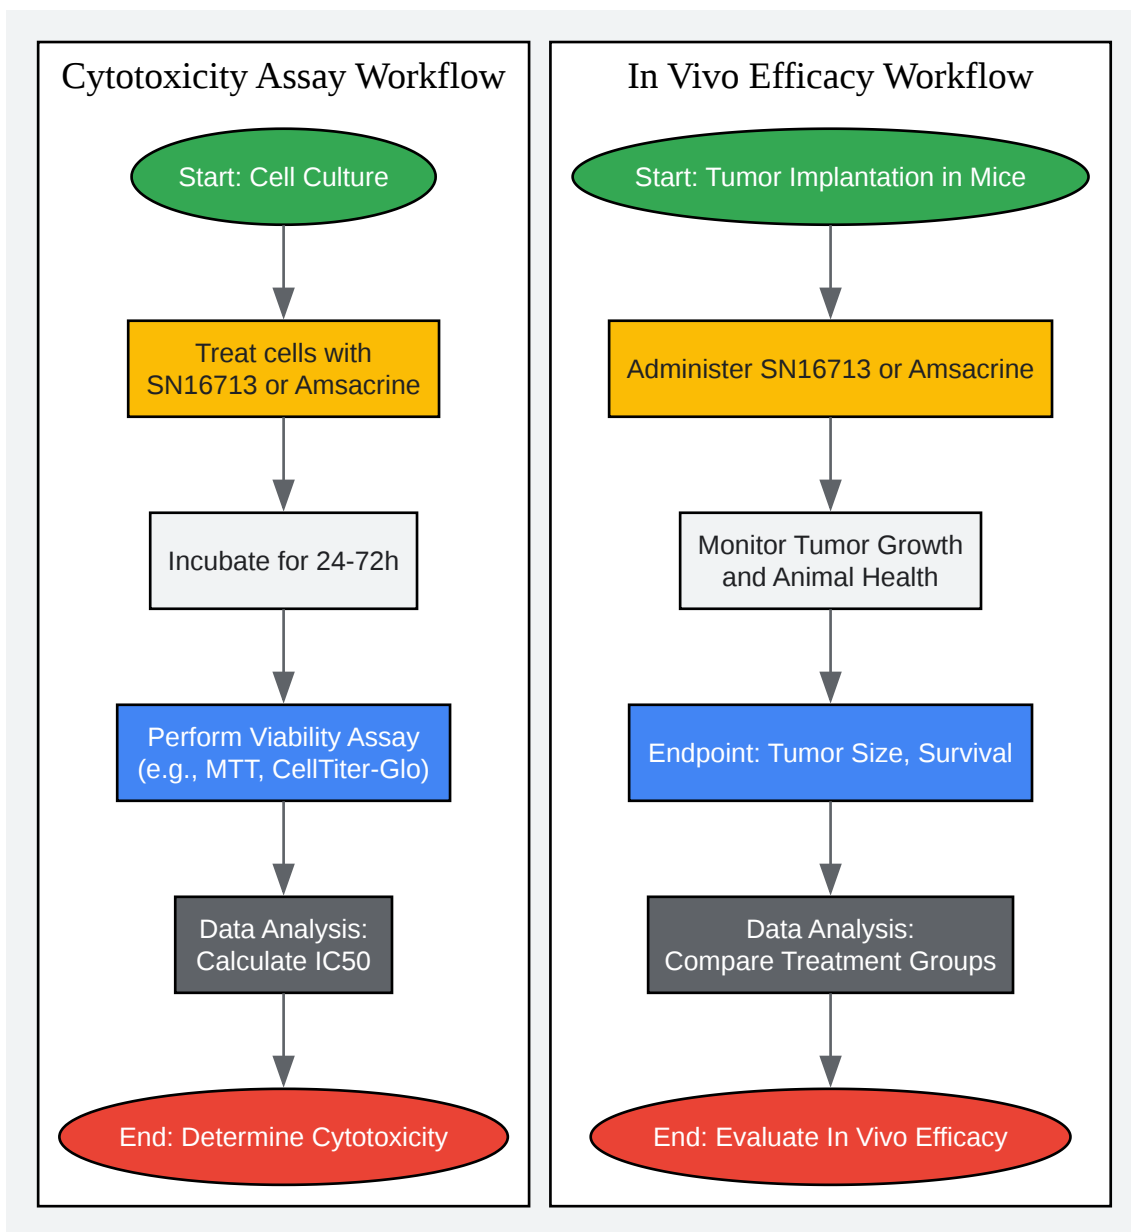 Cytotoxicity Assay Workflow
Start: Cell Culture
Treat cells with
SN16713 or Amsacrine
Incubate for 24-72h
Perform Viability Assay
(e.g., MTT, CellTiter-Glo)
Data Analysis:
Calculate IC50
End: Determine Cytotoxicity
In Vivo Efficacy Workflow
Start: Tumor Implantation in Mice
Administer SN16713 or Amsacrine
Monitor Tumor Growth
and Animal Health
Endpoint: Tumor Size, Survival
Data Analysis:
Compare Treatment Groups
End: Evaluate In Vivo Efficacy